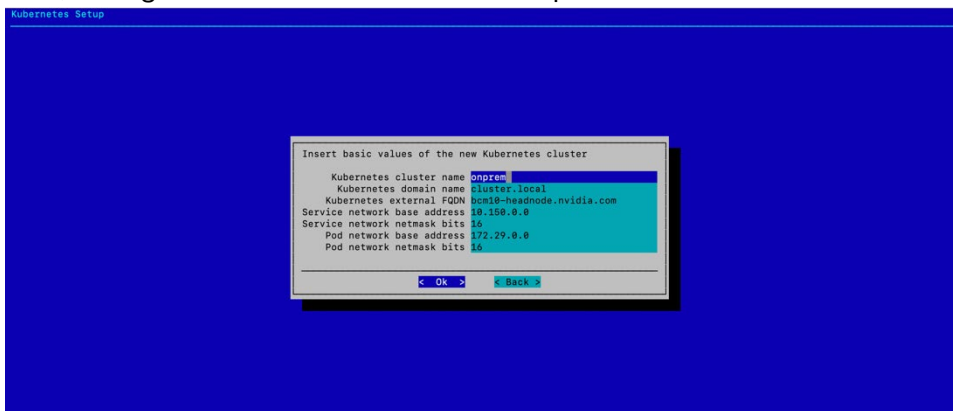 Kubernetes Setup
Insert basic values of the new Kubernetes cluster
Kubernetes cluster name onprem
Kubernetes domain name cluster.local
Kubernetes external FQDN bcm10-headnode.nvidia.com
Service network base address 10.150.0.0
Service network netmask bits 16
Pod network base address 172.29.0.0
Pod network netmask bits 16
< Ok > < Back >